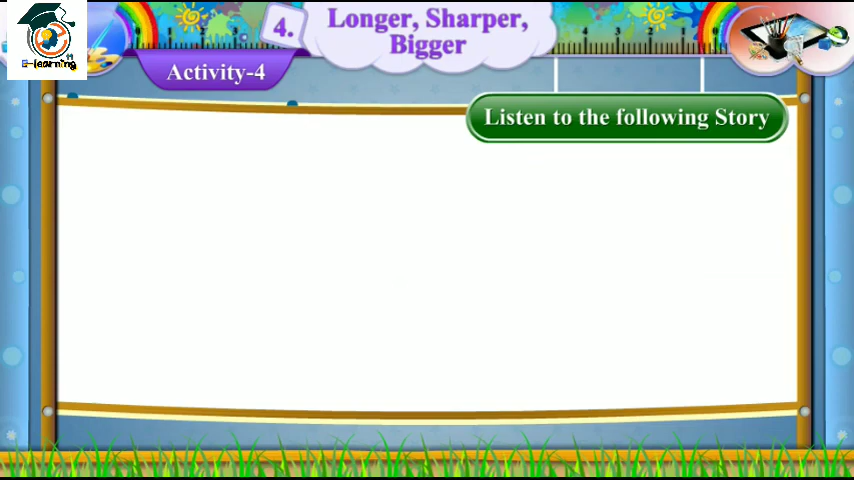 4.
Longer, Sharper,
Bigger
Activity-4
E-learning
Listen to the following Story